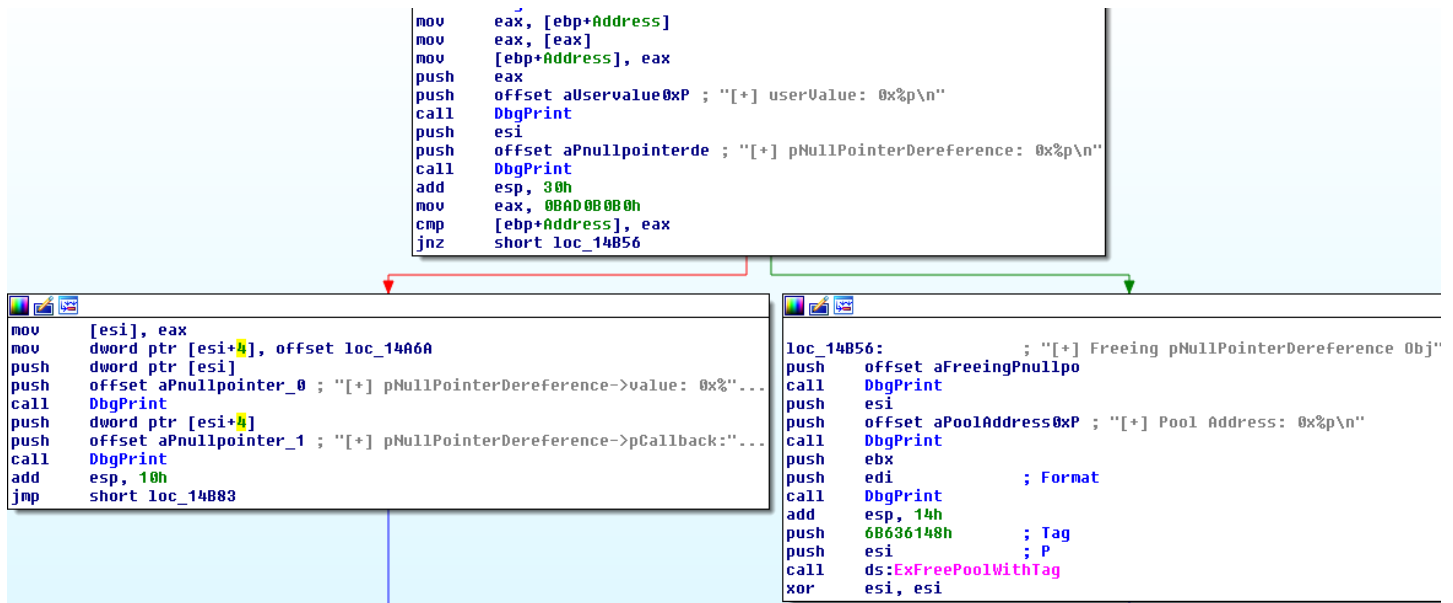 mov     eax, [ebp+Address]
mov     eax, [eax]
mov     [ebp+Address], eax
push    eax
push    offset aUservalue0xP ; "[+] userValue: 0x%p\n"
call    DbgPrint
push    esi
push    offset aPnullpointerde ; "[+] pNullPointerDereference: 0x%p\n"
call    DbgPrint
add     esp, 30h
mov     eax, 0BAD0B0B0h
cmp     [ebp+Address], eax
jnz     short loc_14B56
mov     [esi], eax
mov     dword ptr [esi+4], offset loc_14A6A
push    dword ptr [esi]
push    offset aPnullpointer_0 ; "[+] pNullPointerDereference->value: 0x%"...
call    DbgPrint
push    dword ptr [esi+4]
push    offset aPnullpointer_1 ; "[+] pNullPointerDereference->pCallback:"...
call    DbgPrint
add     esp, 10h
jmp     short loc_14B83
loc_14B56:              ; "[+] Freeing pNullPointerDereference Obj"
push    offset aFreeingPnullpo
call    DbgPrint
push    esi
push    offset aPoolAddress0xP ; "[+] Pool Address: 0x%p\n"
call    DbgPrint
push    ebx
push    edi             ; Format
call    DbgPrint
add     esp, 14h
push    6B636148h       ; Tag
push    esi             ; P
call    ds:ExFreePoolWithTag
xor     esi, esi